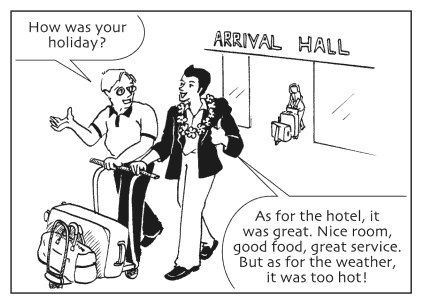 How was your
holiday?
ARRIVAL HALL
As for the hotel, it
was great. Nice room,
good food, great service.
But as for the weather,
it was too hot!